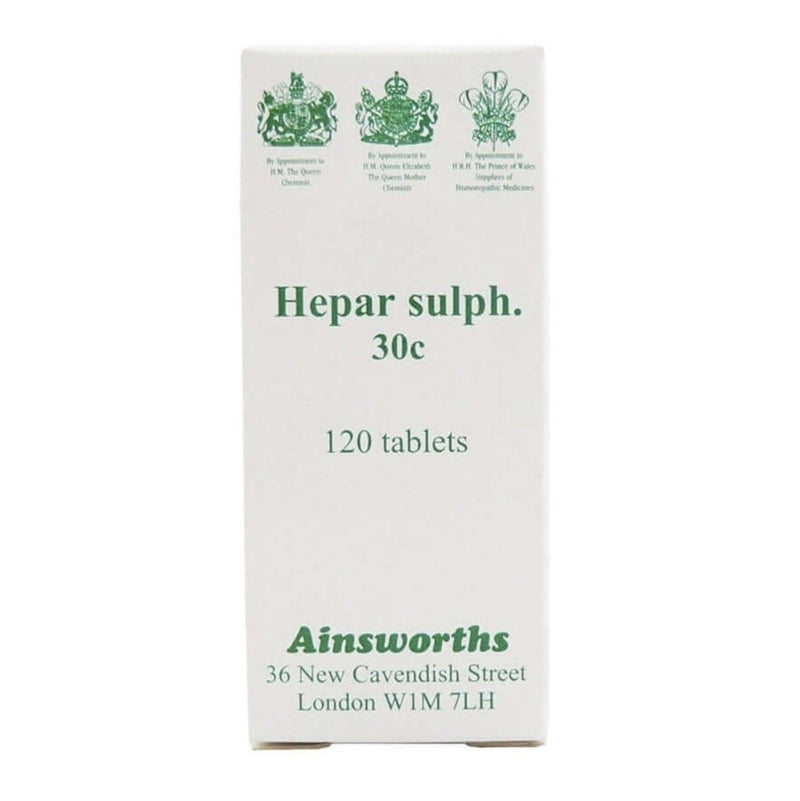 By Appointment to
H.M. The Queen
Chemists
By Appointment to
H.M. Queen Elizabeth
The Queen Mother
Chemists
By Appointment to
H.R.H. The Prince of Wales
Suppliers of
Homoeopathic Medicines
Hepar sulph.
30c
120 tablets
Ainsworths
36 New Cavendish Street
London W1M 7LH